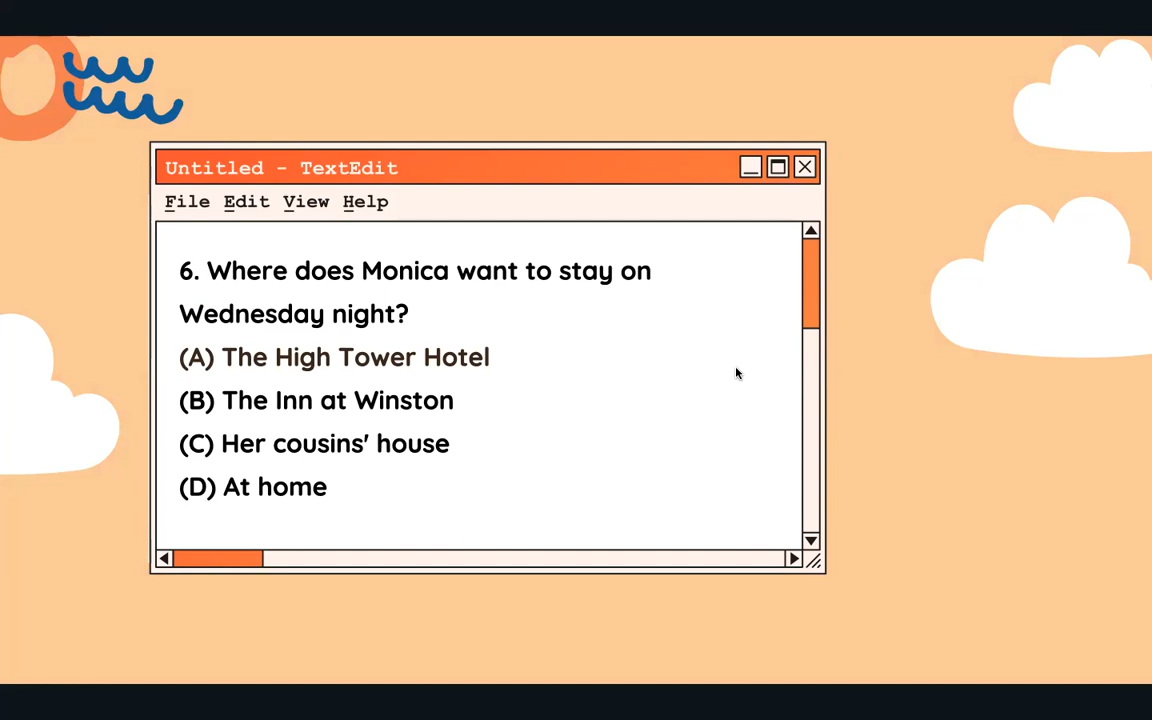 Untitled - TextEdit
File Edit View Help
6. Where does Monica want to stay on
Wednesday night?
(A) The High Tower Hotel
(B) The Inn at Winston
(C) Her cousins' house
(D) At home